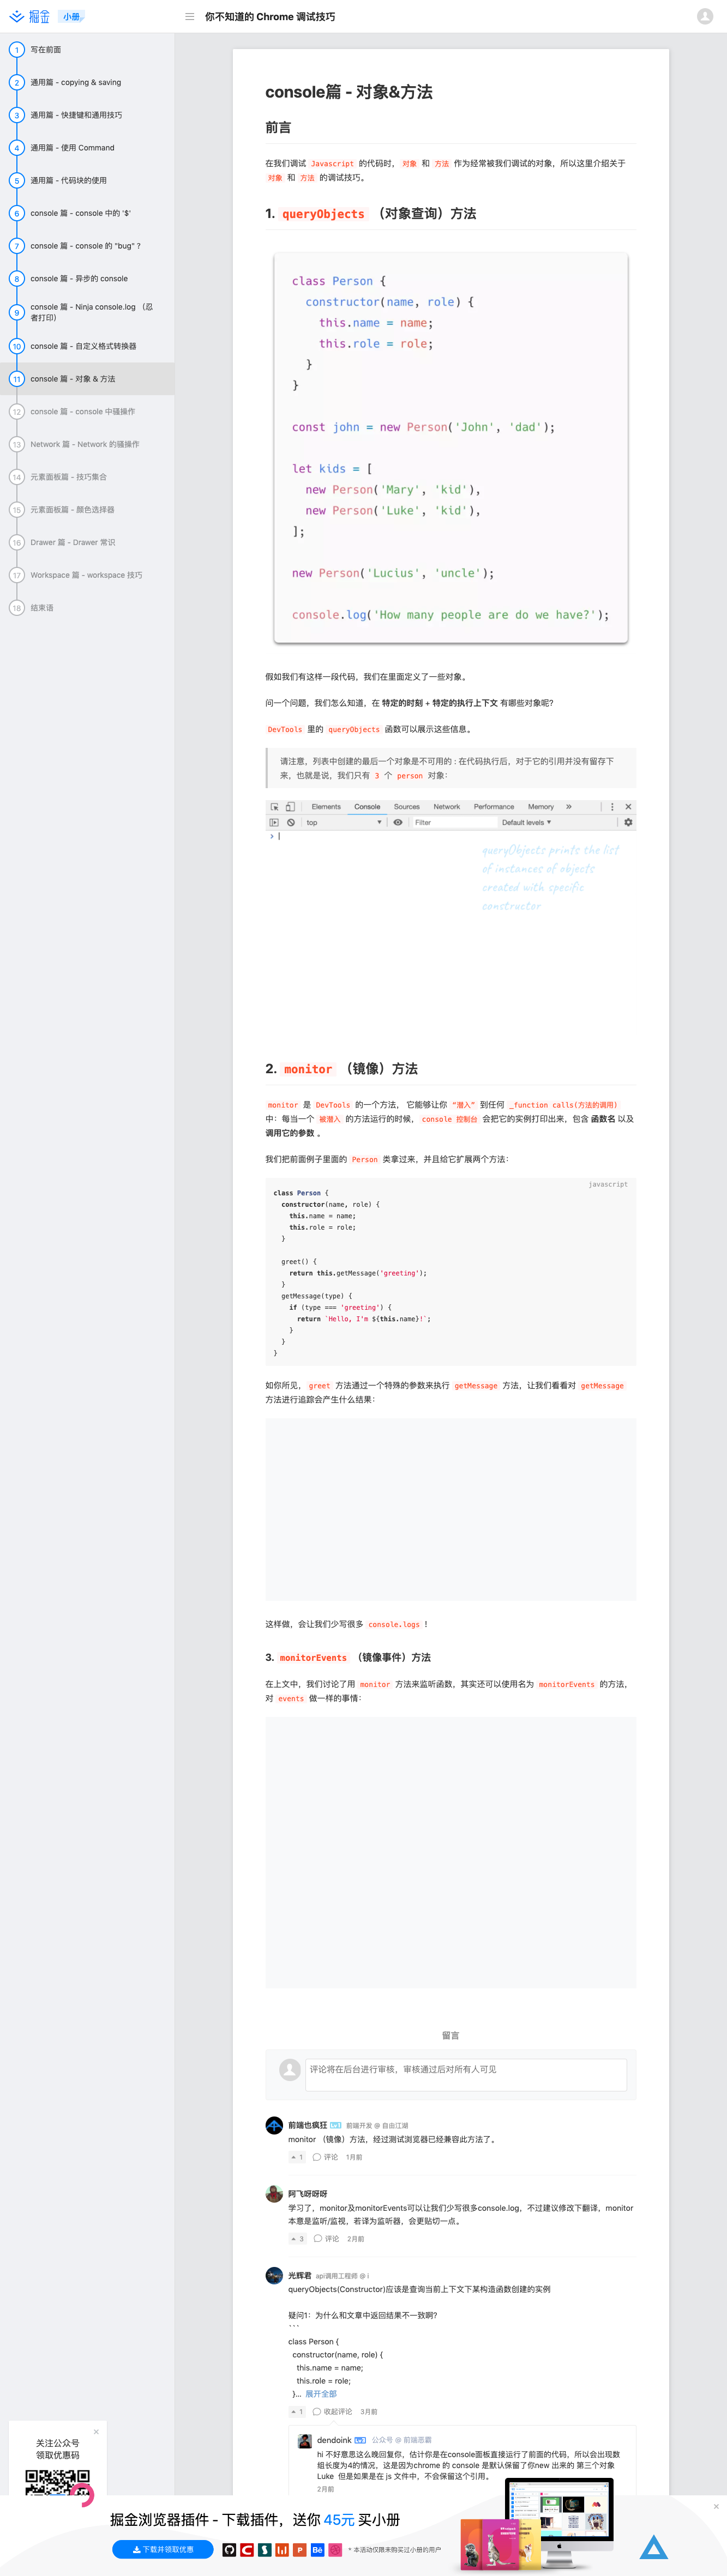 掘金 小册
你不知道的 Chrome 调试技巧
1 写在前面
2 通用篇 - copying & saving
3 通用篇 - 快捷键和通用技巧
4 通用篇 - 使用 Command
5 通用篇 - 代码块的使用
6 console 篇 - console 中的 '$'
7 console 篇 - console 的 "bug" ?
8 console 篇 - 异步的 console
9 console 篇 - Ninja console.log （忍
者打印）
10 console 篇 - 自定义格式转换器
11 console 篇 - 对象 & 方法
12 console 篇 - console 中骚操作
13 Network 篇 - Network 的骚操作
14 元素面板篇 - 技巧集合
15 元素面板篇 - 颜色选择器
16 Drawer 篇 - Drawer 常识
17 Workspace 篇 - workspace 技巧
18 结束语
console篇 - 对象&方法
前言
在我们调试 Javascript 的代码时， 对象 和 方法 作为经常被我们调试的对象，所以这里介绍关于
对象 和 方法 的调试技巧。
1. queryObjects （对象查询）方法
class Person {
constructor(name, role) {
this.name = name;
this.role = role;
}
}
const john = new Person('John', 'dad');
let kids = [
new Person('Mary', 'kid'),
new Person('Luke', 'kid'),
];
new Person('Lucius', 'uncle');
console.log('How many people are do we have?');
假如我们有这样一段代码，我们在里面定义了一些对象。
问一个问题，我们怎么知道，在 特定的时刻 + 特定的执行上下文 有哪些对象呢?
DevTools 里的 queryObjects 函数可以展示这些信息。
请注意，列表中创建的最后一个对象是不可用的 : 在代码执行后，对于它的引用并没有留存下
来，也就是说，我们只有 3 个 person 对象：
Elements Console Sources Network Performance Memory »
top Filter Default levels ▼
›
queryObjects prints the list
of instances of objects
created with specific
constructor
2. monitor （镜像）方法
monitor 是 DevTools 的一个方法， 它能够让你 “潜入” 到任何 _function calls(方法的调用)
中：每当一个 被潜入 的方法运行的时候， console 控制台 会把它的实例打印出来，包含 函数名 以及
调用它的参数 。
我们把前面例子里面的 Person 类拿过来，并且给它扩展两个方法：
javascript
class Person {
constructor(name, role) {
this.name = name;
this.role = role;
}
greet() {
return this.getMessage('greeting');
}
getMessage(type) {
if (type === 'greeting') {
return `Hello, I'm ${this.name}!`;
}
}
}
如你所见， greet 方法通过一个特殊的参数来执行 getMessage 方法，让我们看看对 getMessage
方法进行追踪会产生什么结果：
这样做，会让我们少写很多 console.logs ！
3. monitorEvents （镜像事件）方法
在上文中，我们讨论了用 monitor 方法来监听函数，其实还可以使用名为 monitorEvents 的方法，
对 events 做一样的事情：
留言
评论将在后台进行审核，审核通过后对所有人可见
前端也疯狂 前端开发 @ 自由江湖
monitor （镜像）方法，经过测试浏览器已经兼容此方法了。
1 评论 1月前
阿飞呀呀呀
学习了，monitor及monitorEvents可以让我们少写很多console.log，不过建议修改下翻译，monitor
本意是监听/监视，若译为监听器，会更贴切一点。
3 评论 2月前
光辉君 api调用工程师 @ i
queryObjects(Constructor)应该是查询当前上下文下某构造函数创建的实例
疑问1：为什么和文章中返回结果不一致啊?
```
class Person {
constructor(name, role) {
this.name = name;
this.role = role;
}... 展开全部
1 收起评论 3月前
dendoink 公众号 @ 前端恶霸
hi 不好意思这么晚回复你，估计你是在console面板直接运行了前面的代码，所以会出现数
组长度为4的情况，这是因为chrome 的 console 是默认保留了你new 出来的 第三个对象
Luke 但是如果是在 js 文件中，不会保留这个引用。
2月前
关注公众号
领取优惠码
掘金浏览器插件 - 下载插件，送你 45元 买小册
下载并领取优惠
* 本活动仅限未购买过小册的用户